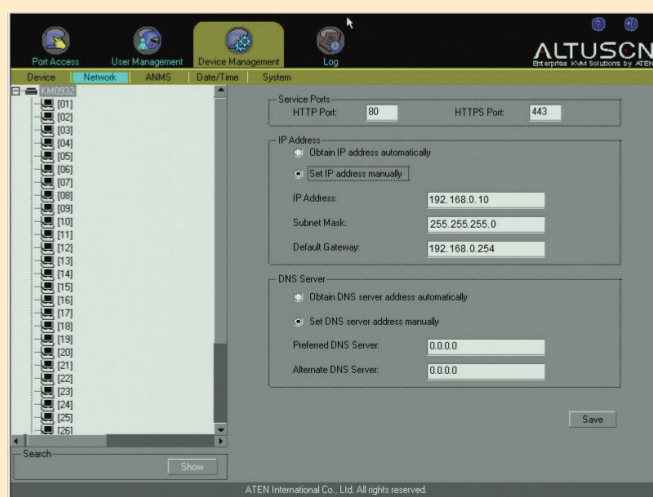 ALTUSCN
Enterprise KVM Solutions by ATEN
Port Access
User Management
Device Management
Log
Device
Network
ANMS
Date/Time
System
KM0932
[01]
[02]
[03]
[04]
[05]
[06]
[07]
[08]
[09]
[10]
[11]
[12]
[13]
[14]
[15]
[16]
[17]
[18]
[19]
[20]
[21]
[22]
[23]
[24]
[25]
[26]
Search
Show
Service Ports
HTTP Port: 80 HTTPS Port: 443
IP Address
Obtain IP address automatically
Set IP address manually
IP Address: 192.168.0.10
Subnet Mask: 255.255.255.0
Default Gateway: 192.168.0.254
DNS Server
Obtain DNS server address automatically
Set DNS server address manually
Preferred DNS Server: 0.0.0.0
Alternate DNS Server: 0.0.0.0
Save
ATEN International Co., Ltd. All rights reserved.